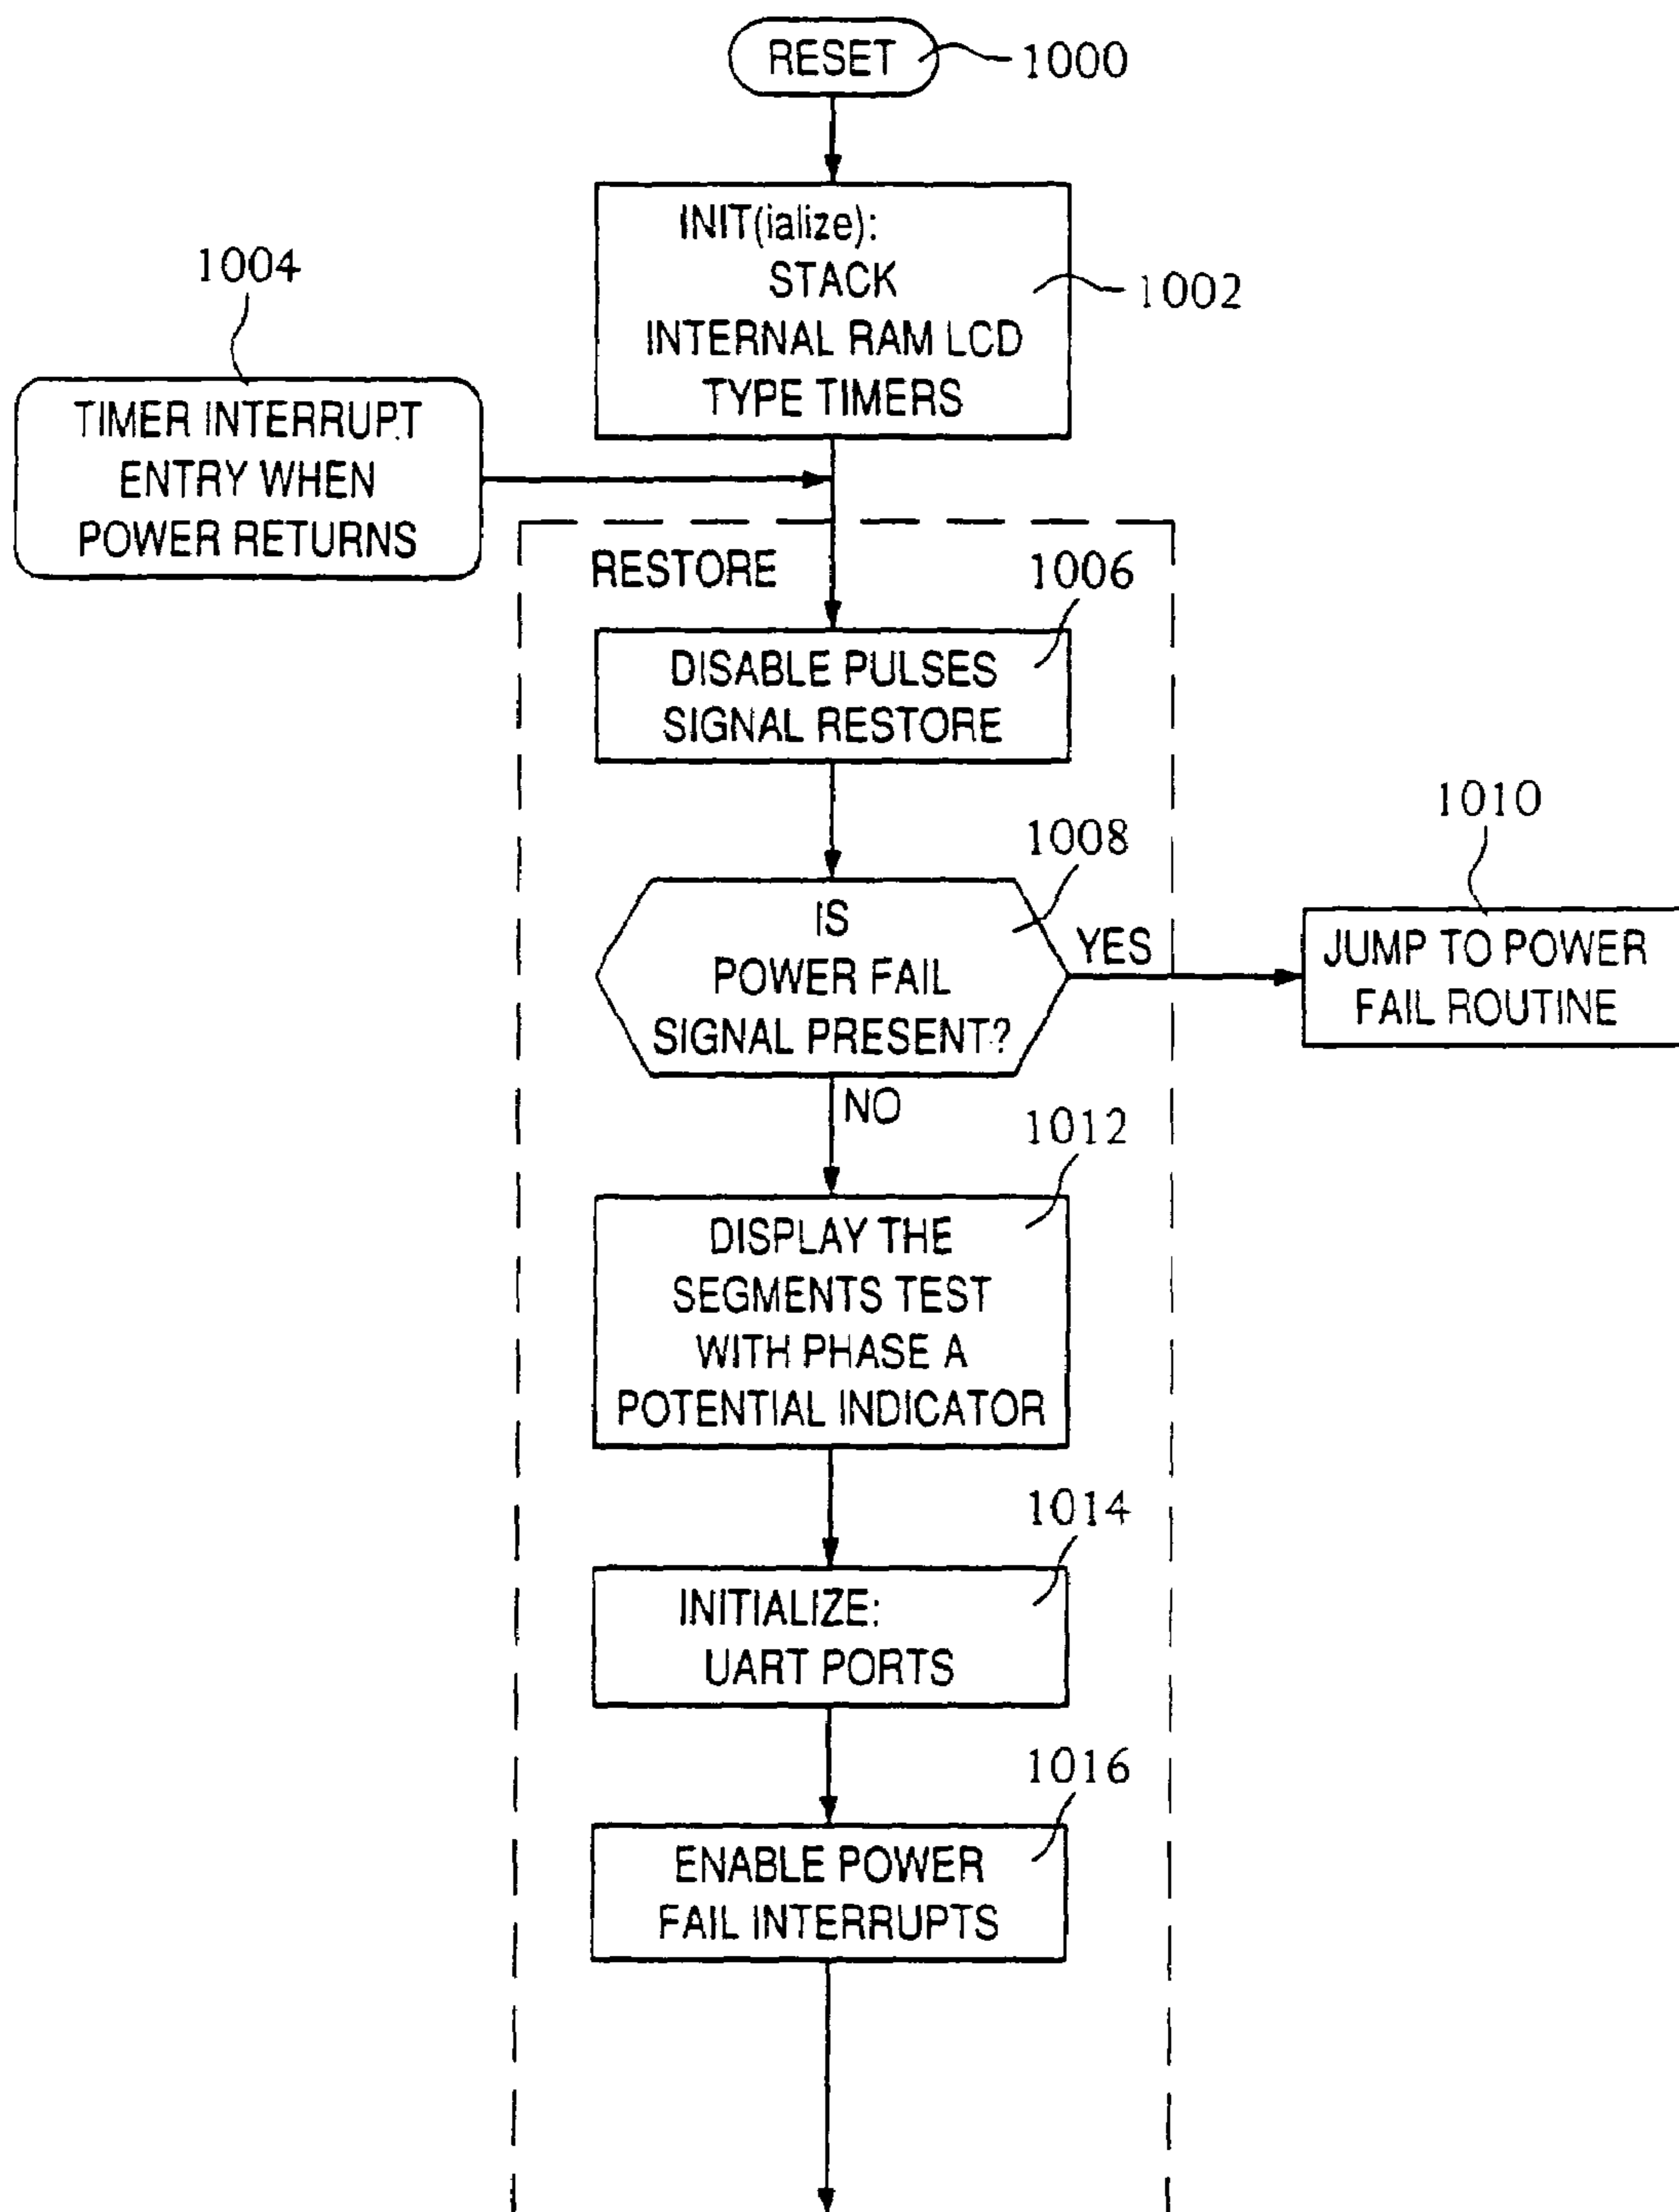 RESET
1000
INIT(ialize):
STACK
INTERNAL RAM LCD
TYPE TIMERS
1002
1004
TIMER INTERRUPT
ENTRY WHEN
POWER RETURNS
RESTORE
1006
DISABLE PULSES
SIGNAL RESTORE
1008
IS
POWER FAIL
SIGNAL PRESENT?
YES
1010
JUMP TO POWER
FAIL ROUTINE
NO
1012
DISPLAY THE
SEGMENTS TEST
WITH PHASE A
POTENTIAL INDICATOR
1014
INITIALIZE:
UART PORTS
1016
ENABLE POWER
FAIL INTERRUPTS